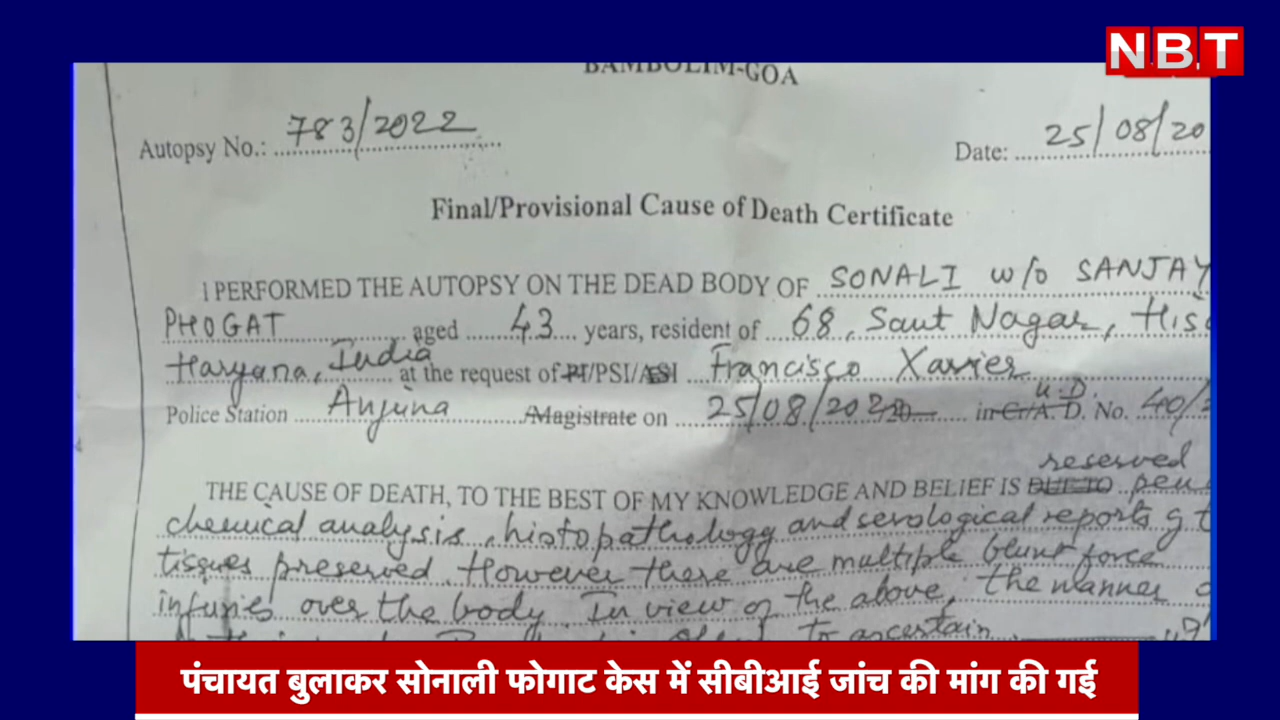 NBT
BAMBOLIM-GOA
Autopsy No.: 783/2022
Date: 25/08/20
Final/Provisional Cause of Death Certificate
I PERFORMED THE AUTOPSY ON THE DEAD BODY OF SONALI w/o SANJAY
PHOGAT aged 43 years, resident of 68, Sant Nagar, His
Haryana, India at the request of PI/PSI/ASI Francisco Xavier
Police Station Anjuna /Magistrate on 25/08/2022 in Cr/A.D. U.D. No. 40/
THE CAUSE OF DEATH, TO THE BEST OF MY KNOWLEDGE AND BELIEF IS DUE TO reserved pen
chemical analysis, histopathology and serological reports of t
tissues preserved. However there are multiple blunt force
injuries over the body. In view of the above, the manner o
to ascertain
पंचायत बुलाकर सोनाली फोगाट केस में सीबीआई जांच की मांग की गई